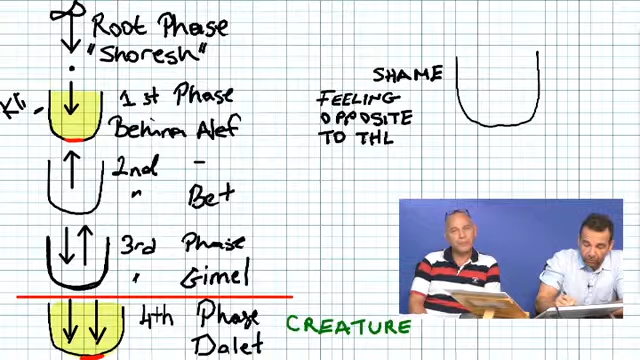 Root Phase
"Shoresh"
Kli
1st Phase
Behina Alef
2nd -
" Bet
3rd Phase
" Gimel
4th Phase
Dalet
CREATURE
SHAME
FEELING
OPPOSITE
TO THL